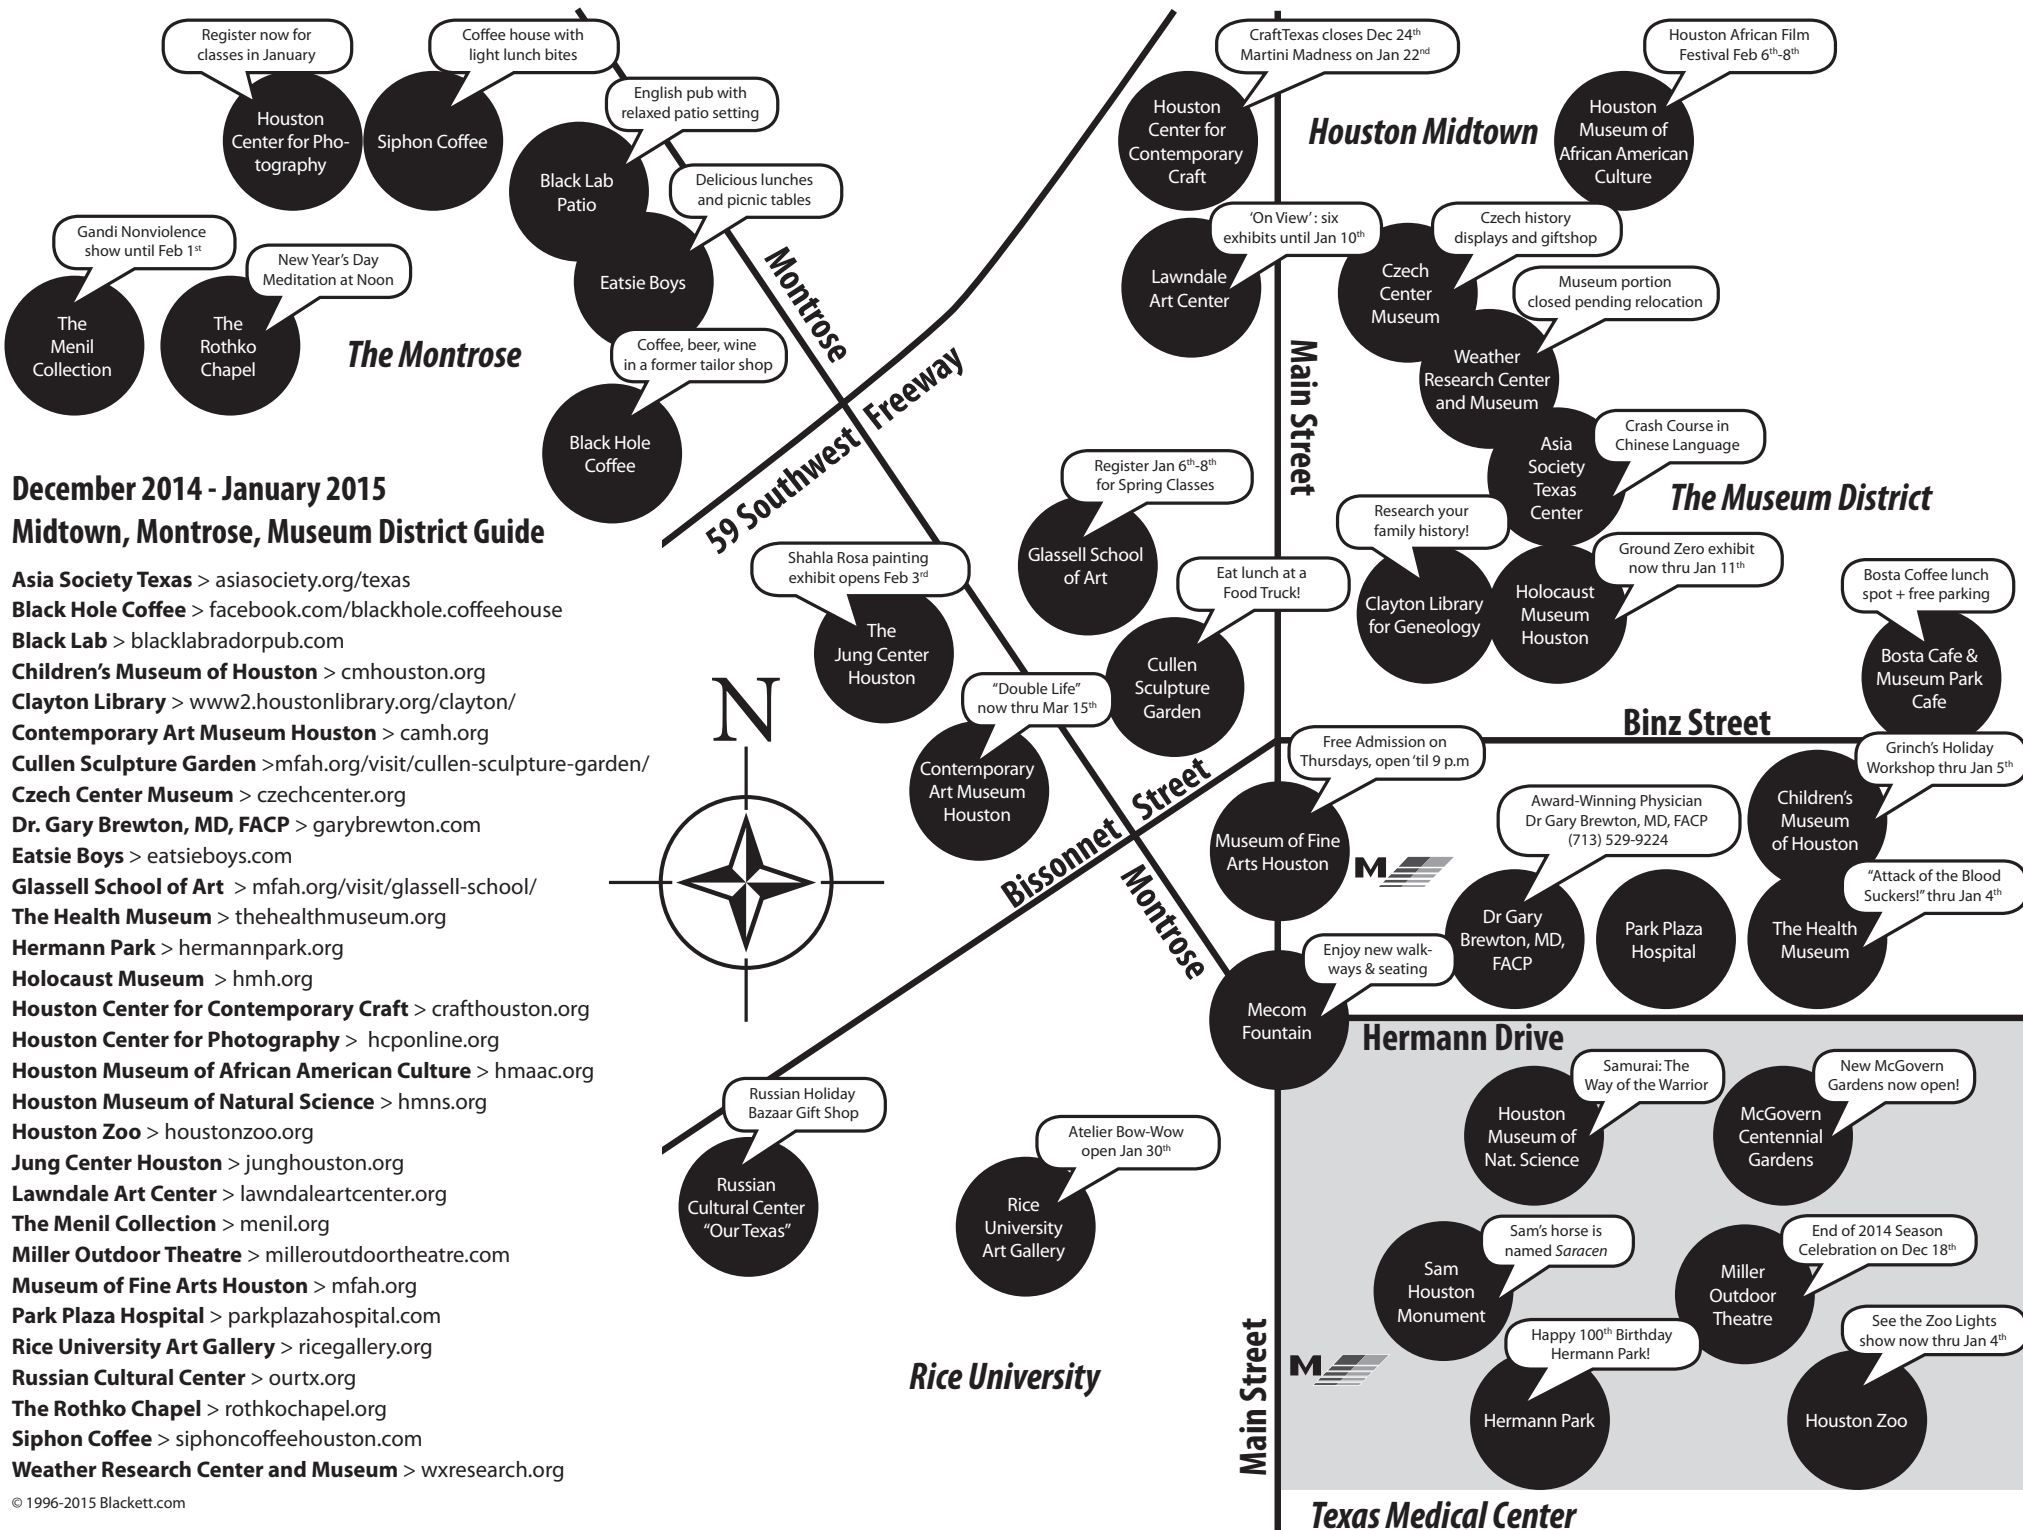 Register now for
classes in January
Houston
Center for Pho-
tography
Coffee house with
light lunch bites
Siphon Coffee
English pub with
relaxed patio setting
Black Lab
Patio
Delicious lunches
and picnic tables
Eatsie Boys
Gandi Nonviolence
show until Feb 1st
The
Menil
Collection
New Year's Day
Meditation at Noon
The
Rothko
Chapel
The Montrose
Coffee, beer, wine
in a former tailor shop
Black Hole
Coffee
Montrose
59 Southwest Freeway
CraftTexas closes Dec 24th
Martini Madness on Jan 22nd
Houston
Center for
Contemporary
Craft
Houston Midtown
Houston African Film
Festival Feb 6th-8th
Houston
Museum of
African American
Culture
'On View' : six
exhibits until Jan 10th
Lawndale
Art Center
Czech history
displays and giftshop
Czech
Center
Museum
Museum portion
closed pending relocation
Weather
Research Center
and Museum
Main Street
Crash Course in
Chinese Language
Asia
Society
Texas
Center
The Museum District
Register Jan 6th-8th
for Spring Classes
Glassell School
of Art
Research your
family history!
Clayton Library
for Geneology
Ground Zero exhibit
now thru Jan 11th
Holocaust
Museum
Houston
Shahla Rosa painting
exhibit opens Feb 3rd
The
Jung Center
Houston
Eat lunch at a
Food Truck!
Cullen
Sculpture
Garden
Bosta Coffee lunch
spot + free parking
Bosta Cafe &
Museum Park
Cafe
"Double Life"
now thru Mar 15th
Contemporary
Art Museum
Houston
Binz Street
Bissonnet Street
Montrose
Free Admission on
Thursdays, open 'til 9 p.m
Museum of Fine
Arts Houston
M
Grinch's Holiday
Workshop thru Jan 5th
Children's
Museum
of Houston
Award-Winning Physician
Dr Gary Brewton, MD, FACP
(713) 529-9224
Dr Gary
Brewton, MD,
FACP
Park Plaza
Hospital
"Attack of the Blood
Suckers!" thru Jan 4th
The Health
Museum
Enjoy new walk-
ways & seating
Mecom
Fountain
Hermann Drive
N
Russian Holiday
Bazaar Gift Shop
Russian
Cultural Center
"Our Texas"
Atelier Bow-Wow
open Jan 30th
Rice
University
Art Gallery
Rice University
Main Street
M
Samurai: The
Way of the Warrior
Houston
Museum of
Nat. Science
New McGovern
Gardens now open!
McGovern
Centennial
Gardens
Sam's horse is
named Saracen
Sam
Houston
Monument
End of 2014 Season
Celebration on Dec 18th
Miller
Outdoor
Theatre
Happy 100th Birthday
Hermann Park!
Hermann Park
See the Zoo Lights
show now thru Jan 4th
Houston Zoo
Texas Medical Center
December 2014 - January 2015
Midtown, Montrose, Museum District Guide
Asia Society Texas > asiasociety.org/texas
Black Hole Coffee > facebook.com/blackhole.coffeehouse
Black Lab > blacklabradorpub.com
Children's Museum of Houston > cmhouston.org
Clayton Library > www2.houstonlibrary.org/clayton/
Contemporary Art Museum Houston > camh.org
Cullen Sculpture Garden >mfah.org/visit/cullen-sculpture-garden/
Czech Center Museum > czechcenter.org
Dr. Gary Brewton, MD, FACP > garybrewton.com
Eatsie Boys > eatsieboys.com
Glassell School of Art > mfah.org/visit/glassell-school/
The Health Museum > thehealthmuseum.org
Hermann Park > hermannpark.org
Holocaust Museum > hmh.org
Houston Center for Contemporary Craft > crafthouston.org
Houston Center for Photography > hcponline.org
Houston Museum of African American Culture > hmaac.org
Houston Museum of Natural Science > hmns.org
Houston Zoo > houstonzoo.org
Jung Center Houston > junghouston.org
Lawndale Art Center > lawndaleartcenter.org
The Menil Collection > menil.org
Miller Outdoor Theatre > milleroutdoortheatre.com
Museum of Fine Arts Houston > mfah.org
Park Plaza Hospital > parkplazahospital.com
Rice University Art Gallery > ricegallery.org
Russian Cultural Center > ourtx.org
The Rothko Chapel > rothkochapel.org
Siphon Coffee > siphoncoffeehouston.com
Weather Research Center and Museum > wxresearch.org
© 1996-2015 Blackett.com